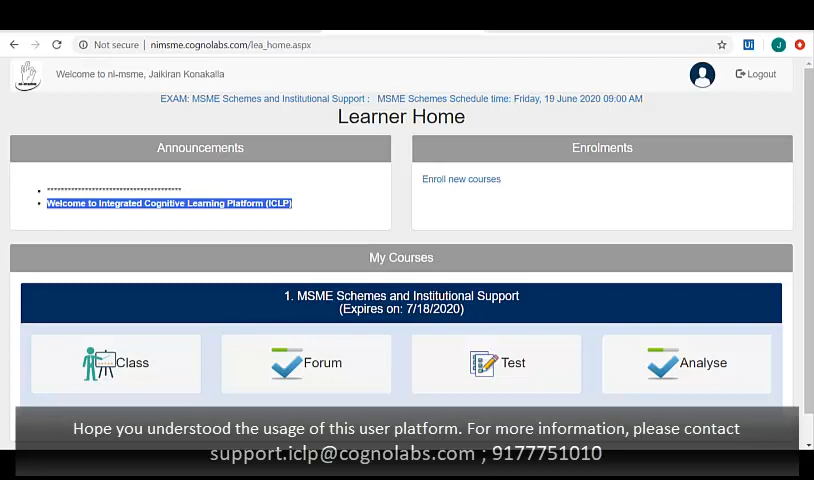 Not secure | nimsme.cognolabs.com/lea_home.aspx
Welcome to ni-msme, Jaikiran Konakalla
Logout
EXAM: MSME Schemes and Institutional Support : MSME Schemes Schedule time: Friday, 19 June 2020 09:00 AM
Learner Home
Announcements
Enrolments
**************************************
Welcome to Integrated Cognitive Learning Platform (ICLP)
Enroll new courses
My Courses
1. MSME Schemes and Institutional Support
(Expires on: 7/18/2020)
Class
Forum
Test
Analyse
Hope you understood the usage of this user platform. For more information, please contact
support.iclp@cognolabs.com ; 9177751010